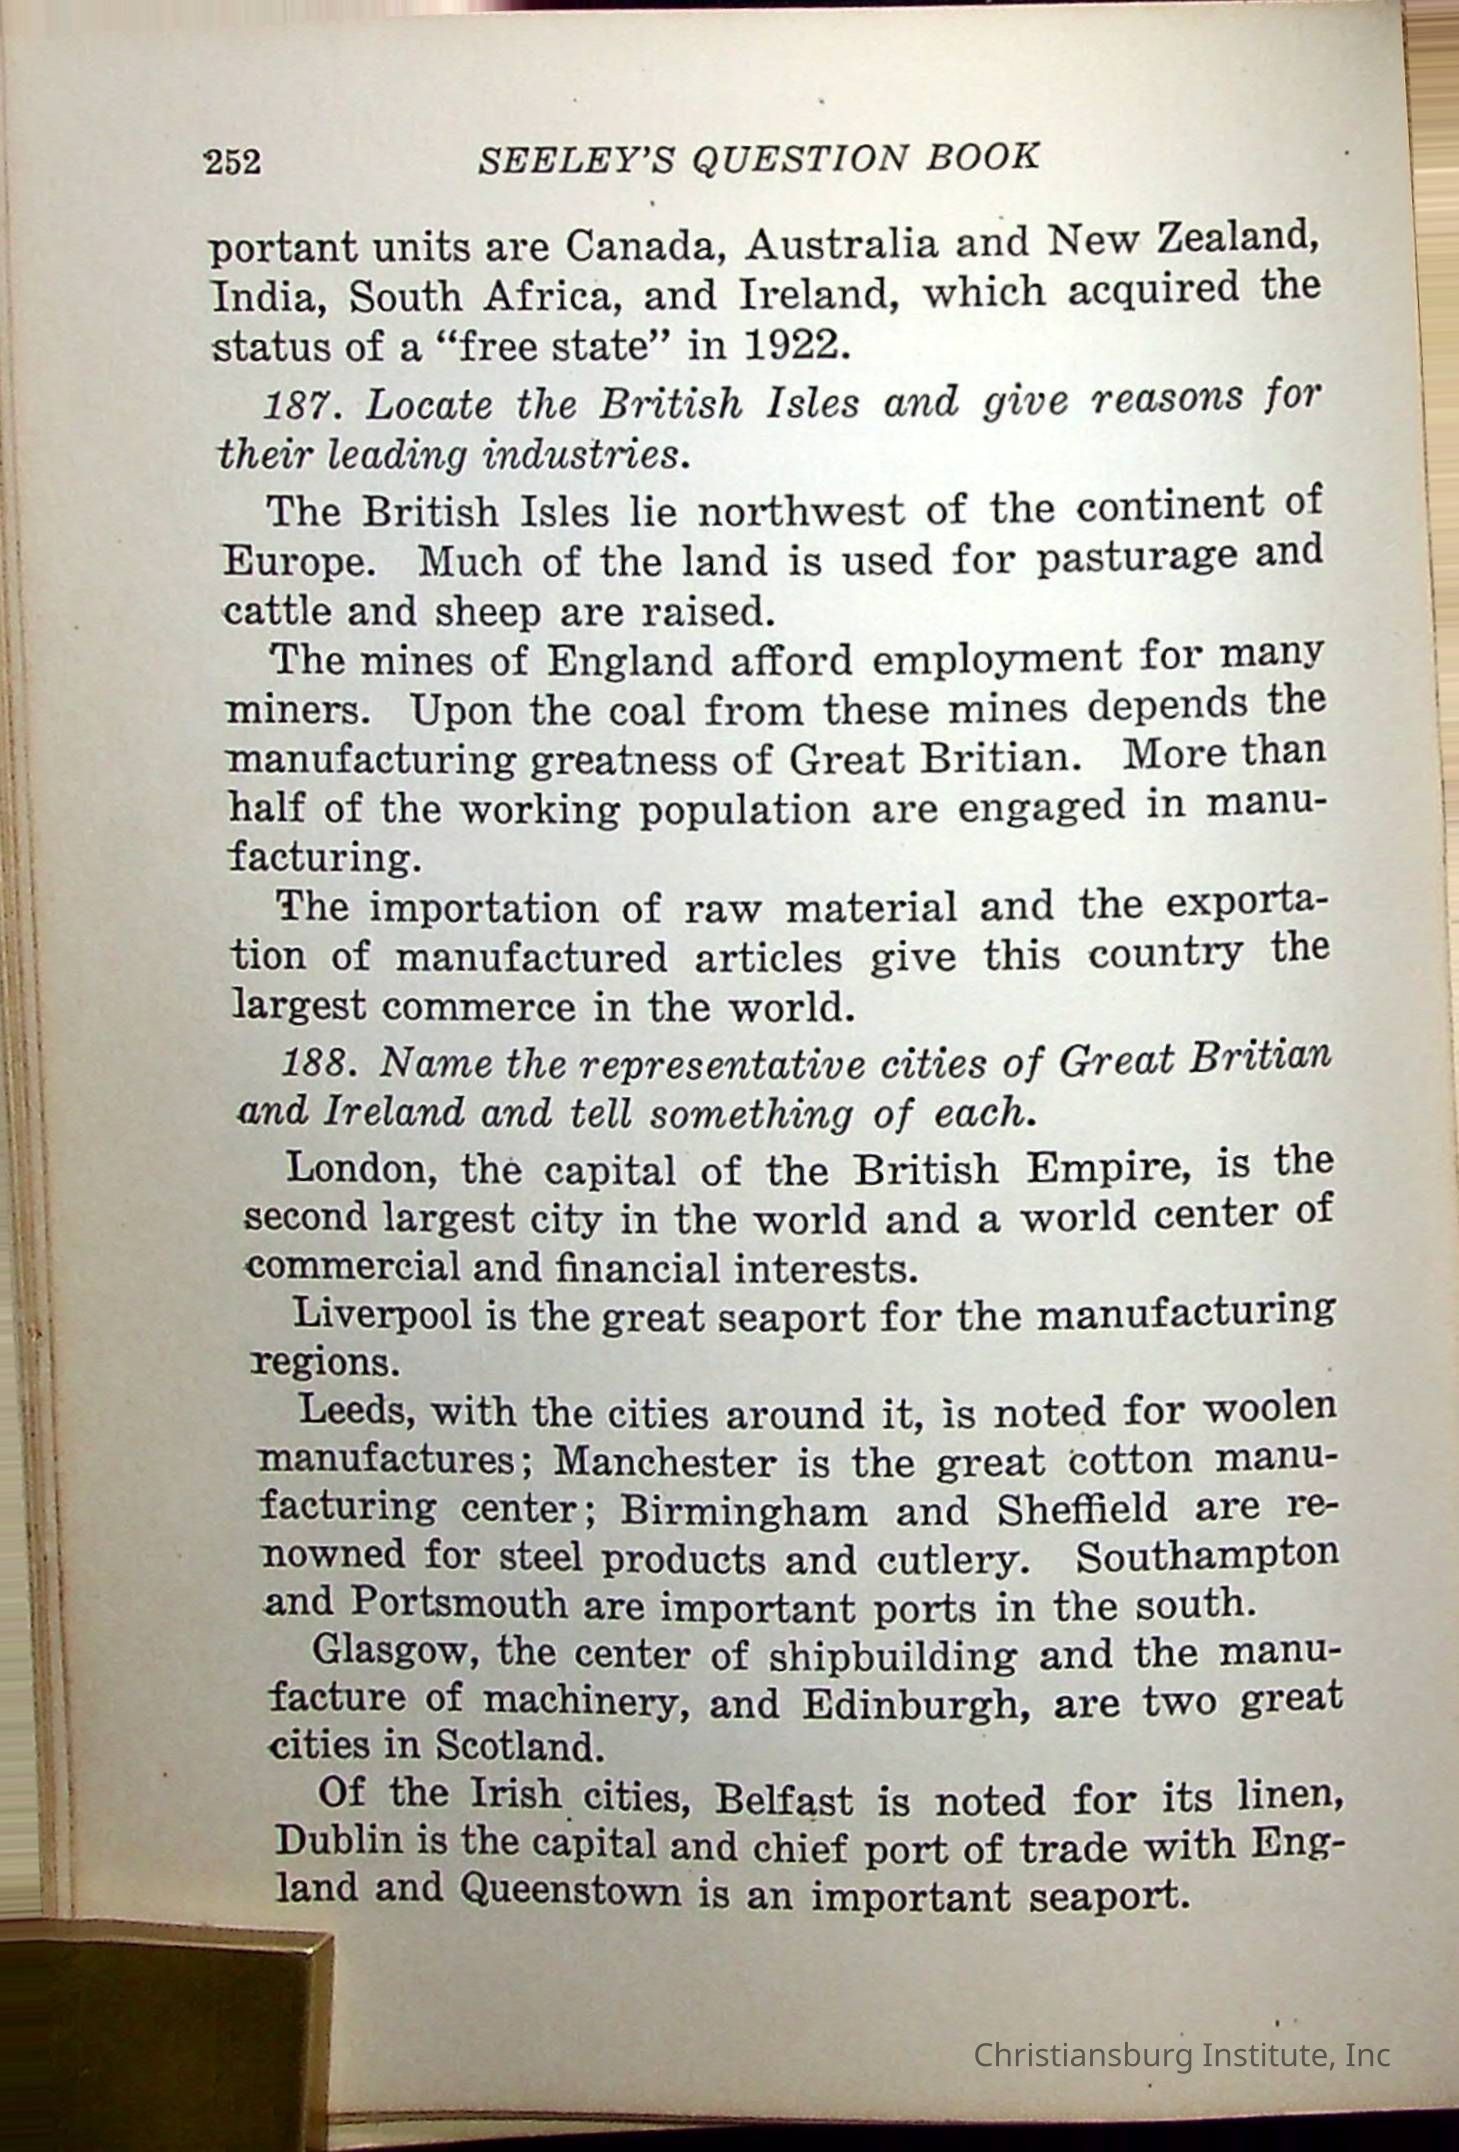 252 SEELEY'S QUESTION BOOK
portant units are Canada, Australia and New Zealand,
India, South Africa, and Ireland, which acquired the
status of a “free state” in 1922.
187. Locate the British Isles and give reasons for
their leading industries.
The British Isles lie northwest of the continent of
Europe. Much of the land is used for pasturage and
cattle and sheep are raised.
The mines of England afford employment for many
miners. Upon the coal from these mines depends the
manufacturing greatness of Great Britian. More than
half of the working population are engaged in manu-
facturing.
The importation of raw material and the exporta-
tion of manufactured articles give this country the
largest commerce in the world.
188. Name the representative cities of Great Britian
and Ireland and tell something of each.
London, the capital of the British Empire, is the
second largest city in the world and a world center of
commercial and financial interests.
Liverpool is the great seaport for the manufacturing
regions.
Leeds, with the cities around it, is noted for woolen
manufactures; Manchester is the great cotton manu-
facturing center; Birmingham and Sheffield are re-
nowned for steel products and cutlery. Southampton
and Portsmouth are important ports in the south.
Glasgow, the center of shipbuilding and the manu-
facture of machinery, and Edinburgh, are two great
cities in Scotland.
Of the Irish cities, Belfast is noted for its linen,
Dublin is the capital and chief port of trade with Eng-
land and Queenstown is an important seaport.
Christiansburg Institute, Inc